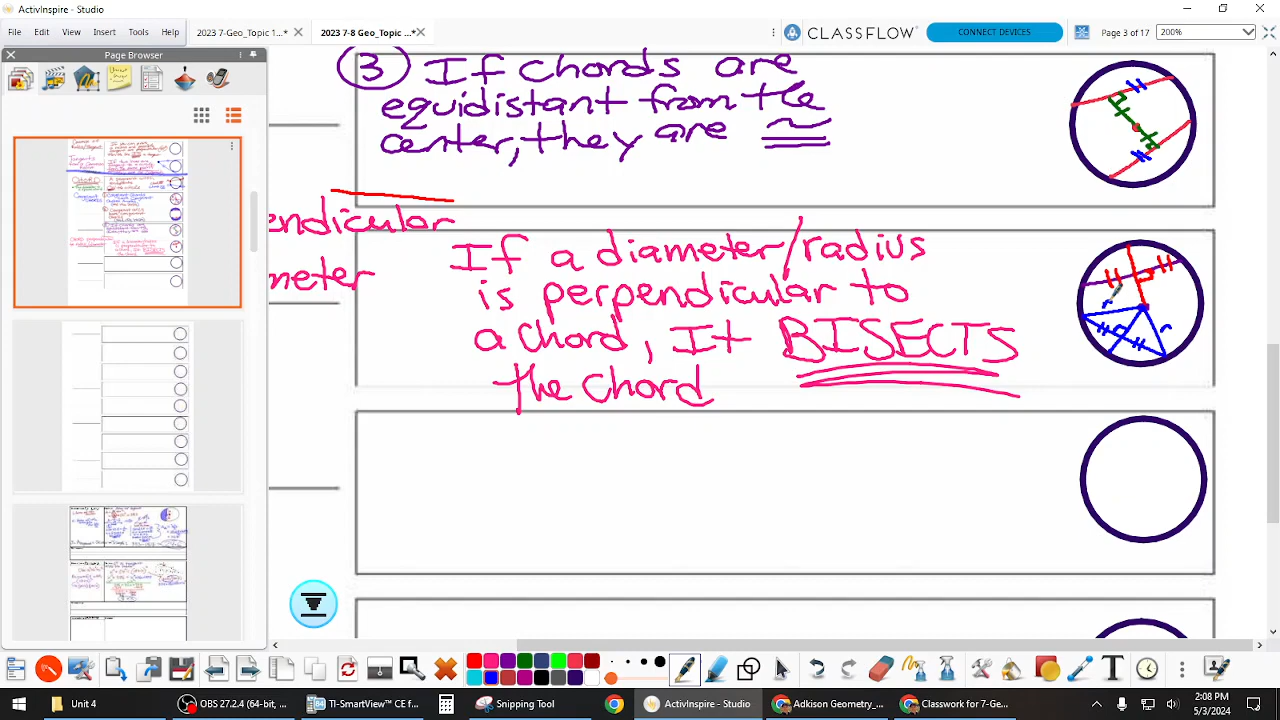 ActivInspire
File Edit View Insert Tools Help
2023 7-Geo_Topic 1...*
2023 7-8 Geo_Topic ...*
CLASSFLOW
CONNECT DEVICES
Page 3 of 17
200%
Page Browser
③ If chords are
equidistant from the
center, they are ≅
endicular
meter
If a diameter/radius
is perpendicular to
a chord, It BISECTS
the chord
r
r
T
Unit 4
OBS 27.2.4 (64-bit, ...
TI-SmartView™ CE f...
Snipping Tool
ActivInspire - Studio
Adkison Geometry ...
Classwork for 7-Ge...
2:08 PM
5/3/2024